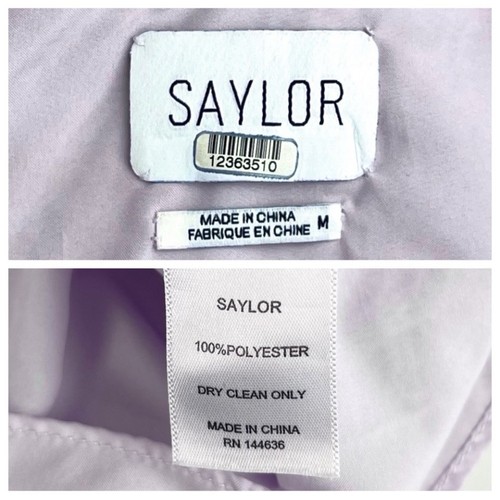 SAYLOR
12363510
MADE IN CHINA
FABRIQUE EN CHINE M
SAYLOR
100%POLYESTER
DRY CLEAN ONLY
MADE IN CHINA
RN 144636